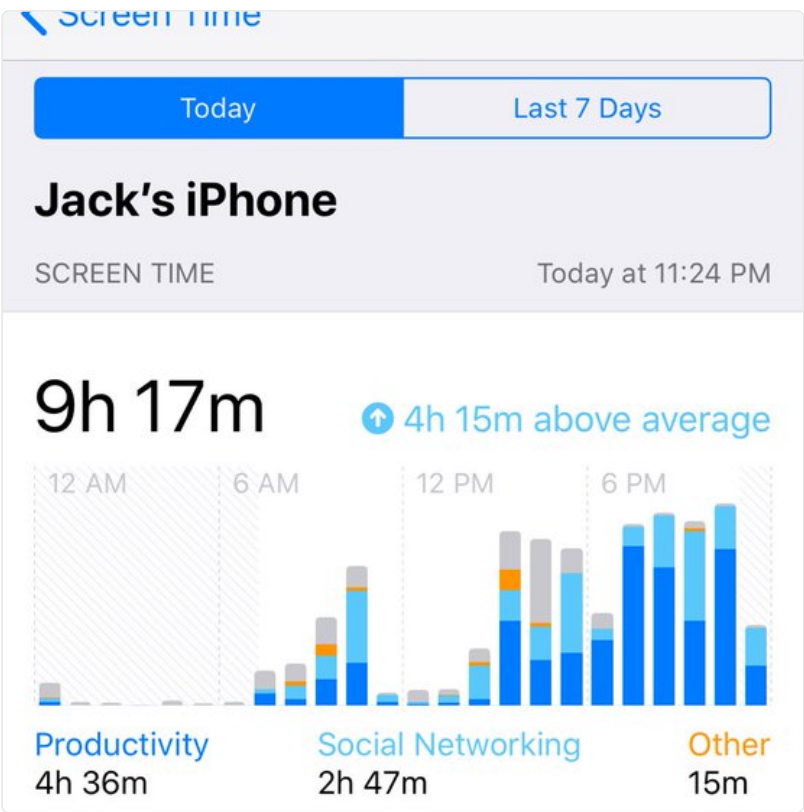 Screen Time
Today Last 7 Days
Jack’s iPhone
SCREEN TIME Today at 11:24 PM
9h 17m 4h 15m above average
12 AM 6 AM 12 PM 6 PM
Productivity Social Networking Other
4h 36m 2h 47m 15m